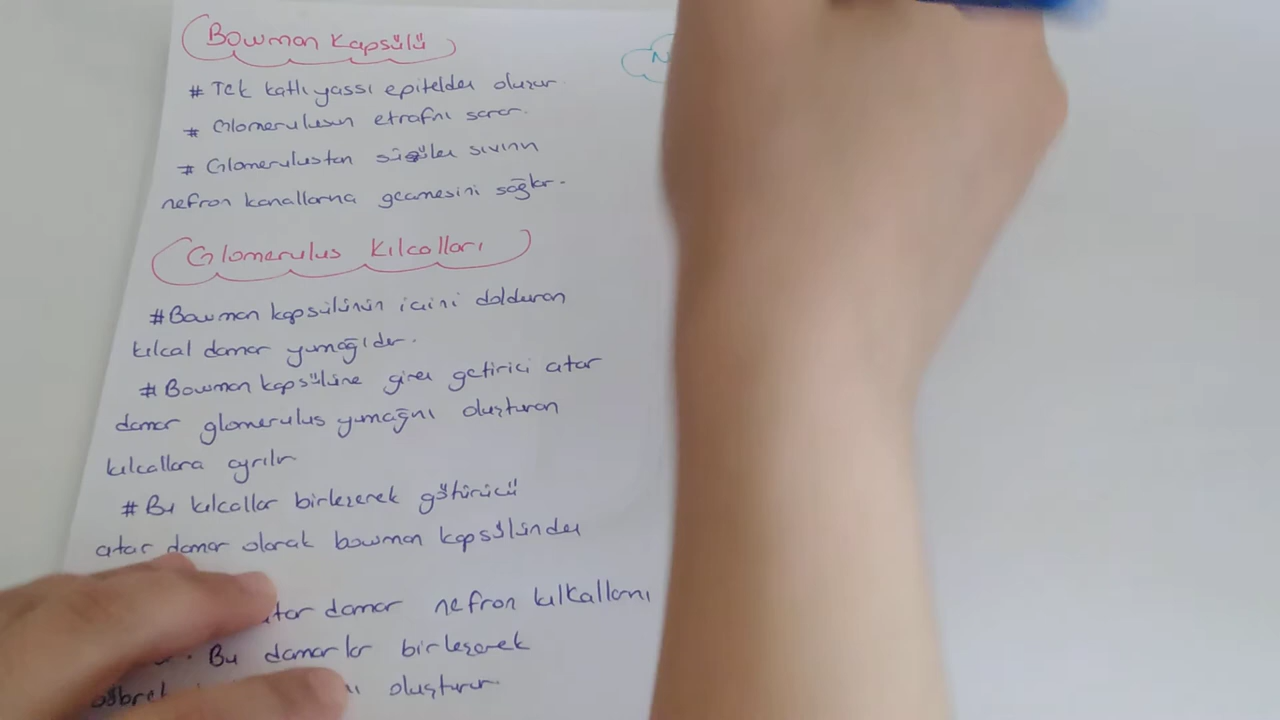 Bowman Kapsülü
# Tek katlı yassı epitelden oluşur.
# Glomerulusun etrafını sarar.
# Glomerulustan süzülen sıvının
nefron kanallarına geçmesini sağlar.
Glomerulus Kılcalları
# Bowman kapsülünün içini dolduran
kılcal damar yumağıdır.
# Bowman kapsülüne giren getirici atar
damar glomerulus yumağını oluşturan
kılcallara ayrılır
# Bu kılcallar birleşerek götürücü
atar damar olarak bowman kapsülünden
atar damar nefron kılkallarını
Bu damarlar birleşerek
oluşturur.